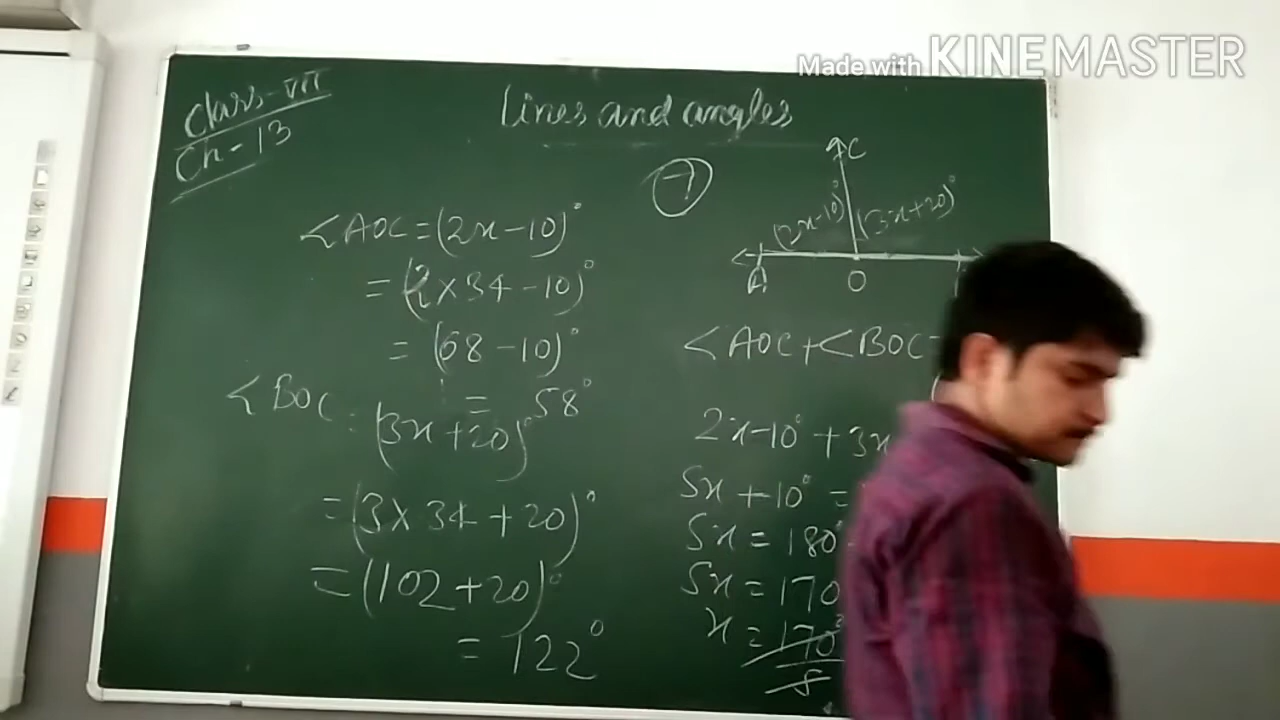 Made with KINEMASTER
Class-VII
Ch-13
Lines and angles
7
C
(2x-10)° (3x+20)°
A O
<AOC = (2x-10)°
= (2×34-10)°
= (68-10)°
= 58°
<BOC = (3x+20)°
= (3×34+20)°
= (102+20)°
= 122°
<AOC+<BOC=
2x-10°+3x
5x+10°=
5x=180°
5x=170
x=170°
5